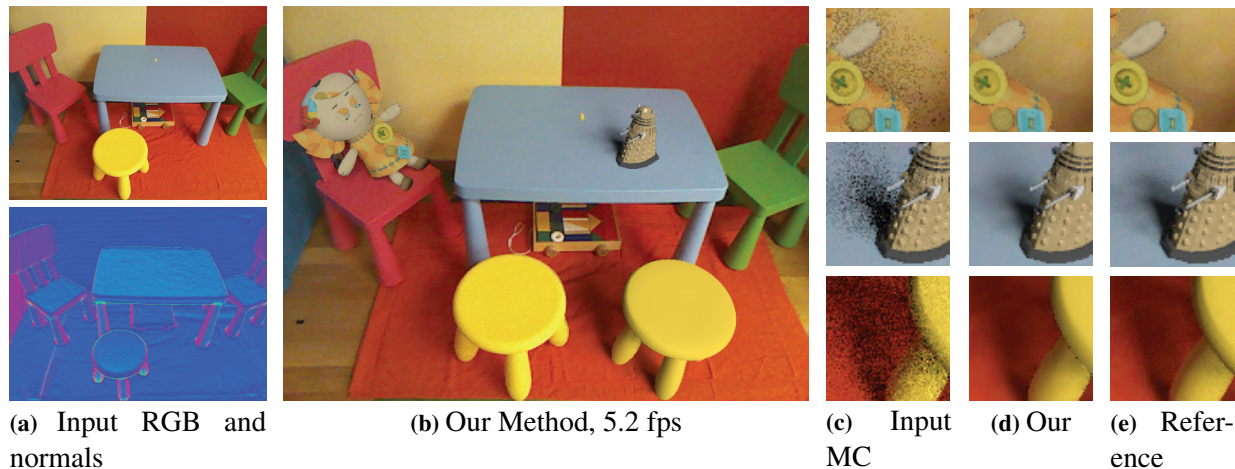 (a) Input RGB and
normals
(b) Our Method, 5.2 fps
(c) Input
MC
(d) Our
(e) Refer-
ence